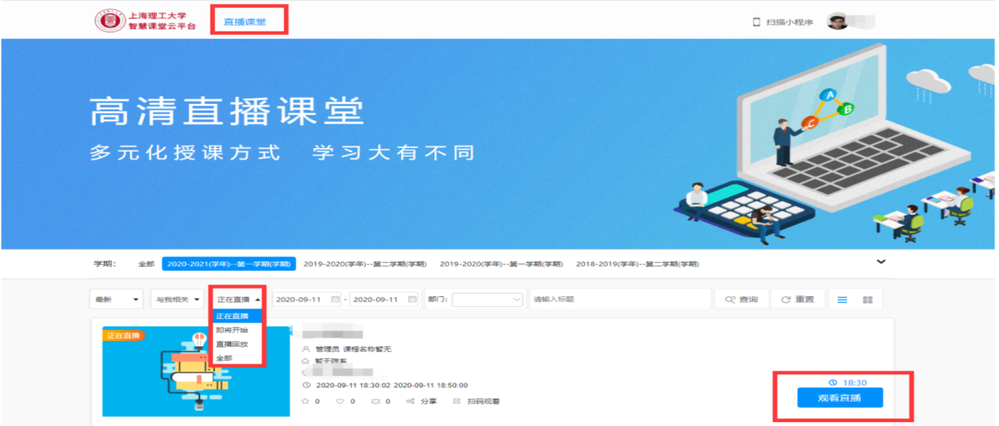 上海理工大学
智慧课堂云平台
直播课堂
扫描小程序
高清直播课堂
多元化授课方式 学习大有不同
A
B
C
学期: 全部 2020-2021(学年)--第一学期(学期) 2019-2020(学年)--第二学期(学期) 2019-2020(学年)--第一学期(学期) 2018-2019(学年)--第二学期(学期)
最新 与我相关 正在直播 2020-09-11 - 2020-09-11 部门: 请输入标题 查询 重置
正在直播
即将开始
直播回放
全部
正在直播
管理员 课程名称暂无
暂无院系
2020-09-11 18:30:02 2020-09-11 18:50:00
0 0 0 分享 扫码观看
18:30
观看直播